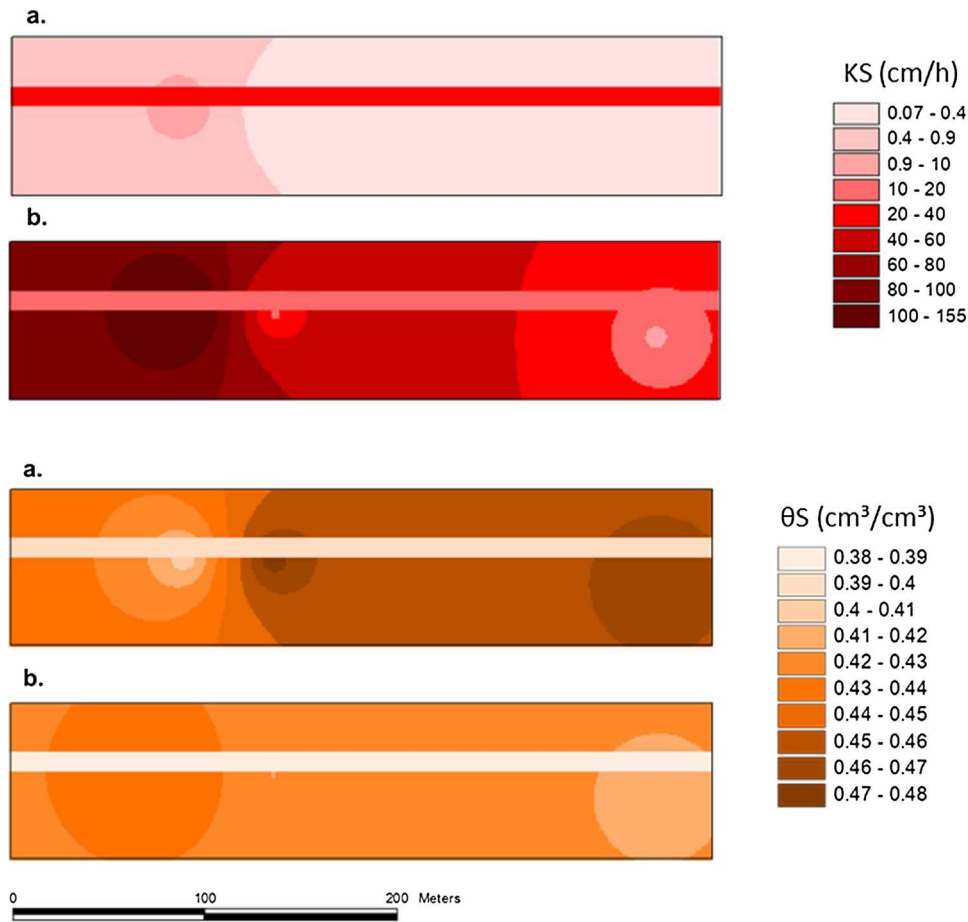 a.
KS (cm/h)
0.07 - 0.4
0.4 - 0.9
0.9 - 10
10 - 20
20 - 40
40 - 60
60 - 80
80 - 100
100 - 155
b.
a.
θS (cm³/cm³)
0.38 - 0.39
0.39 - 0.4
0.4 - 0.41
0.41 - 0.42
0.42 - 0.43
0.43 - 0.44
0.44 - 0.45
0.45 - 0.46
0.46 - 0.47
0.47 - 0.48
b.
0 100 200 Meters